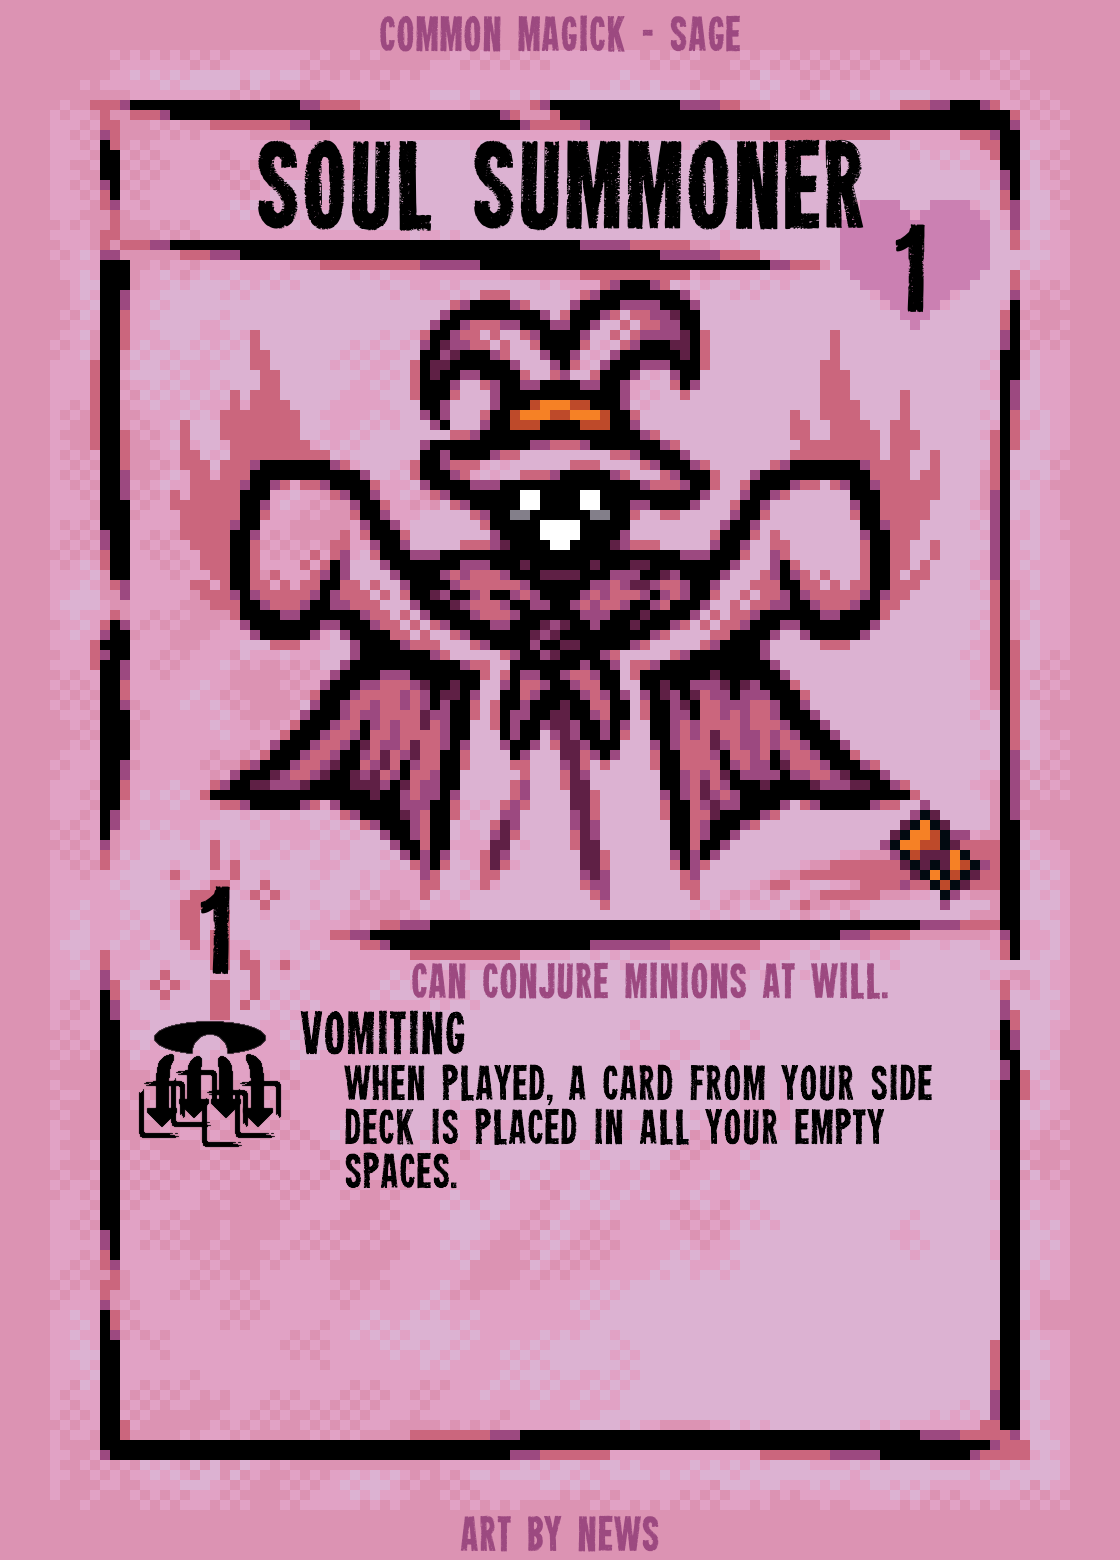 COMMON MAGICK - SAGE
SOUL SUMMONER
1
1
CAN CONJURE MINIONS AT WILL.
VOMITING
WHEN PLAYED, A CARD FROM YOUR SIDE
DECK IS PLACED IN ALL YOUR EMPTY
SPACES.
ART BY NEWS